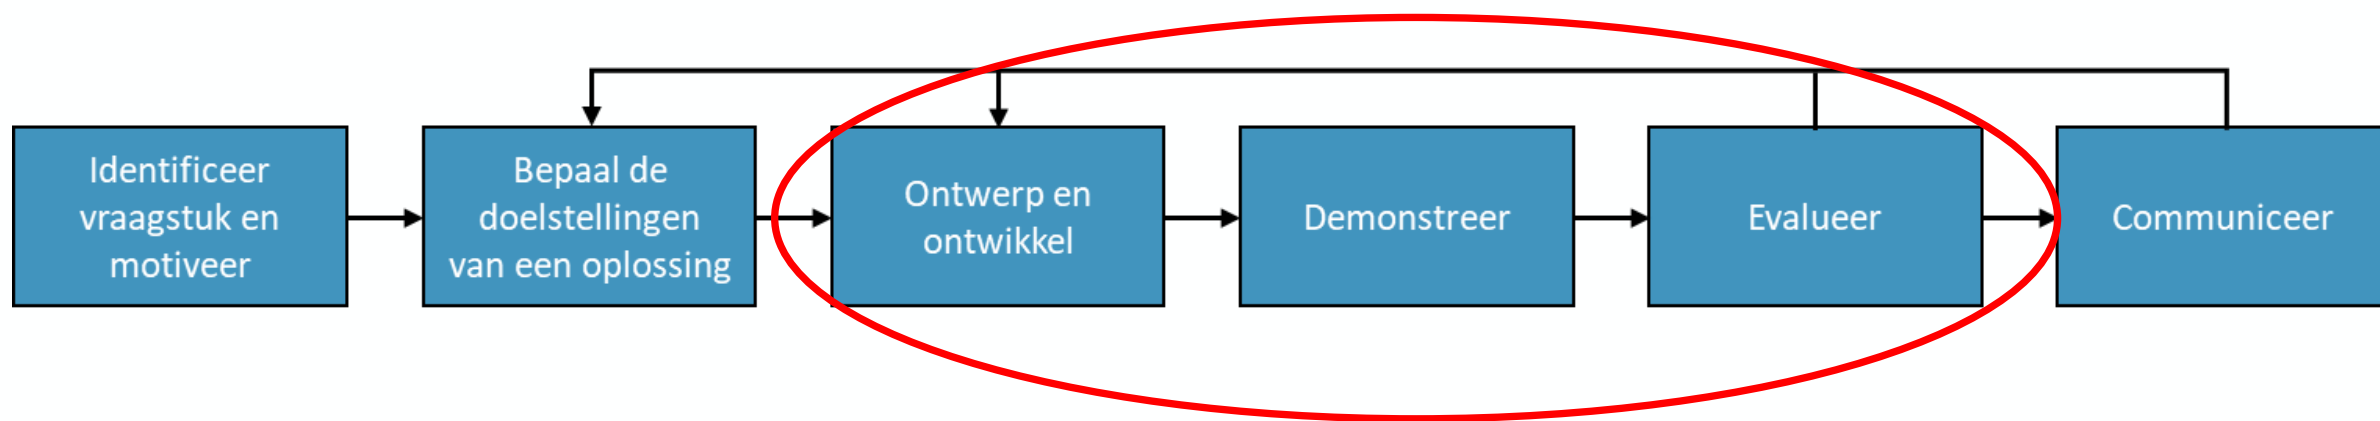 Identificeer
vraagstuk en
motiveer
Bepaal de
doelstellingen
van een oplossing
Ontwerp en
ontwikkel
Demonstreer
Evalueer
Communiceer